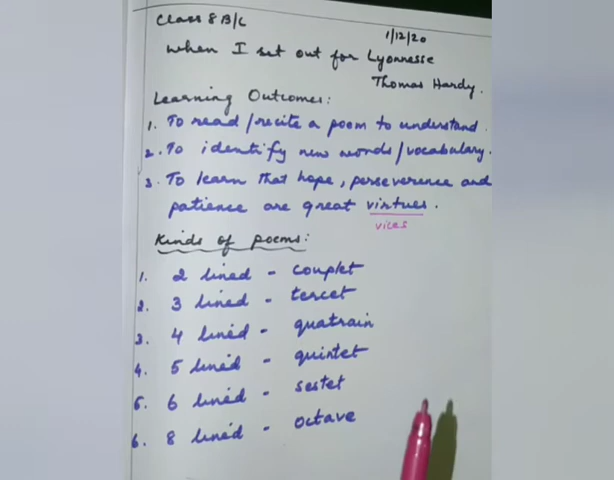 Class 8 B/C
1/12/20
When I set out for Lyonnesse
Thomas Hardy.
Learning Outcomes:
1. To read/recite a poem to understand.
2. To identify new words/vocabulary.
3. To learn that hope, perseverence and
patience are great virtues.
vices
Kinds of poems:
1. 2 lined - couplet
2. 3 lined - tercet
3. 4 lined - quatrain
4. 5 lined - quintet
5. 6 lined - sestet
6. 8 lined - octave